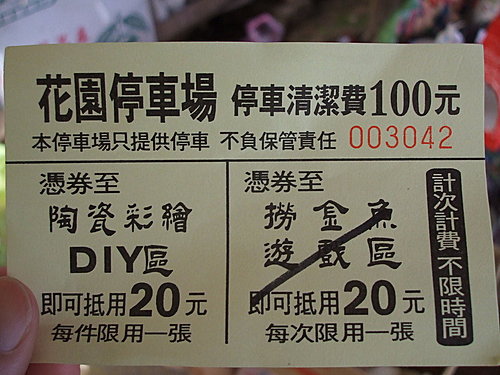 花園停車場 停車清潔費100元
本停車場只提供停車 不負保管責任 003042
憑券至
陶瓷彩繪
DIY區
即可抵用20元
每件限用一張
憑券至
撈金魚
遊戲區
即可抵用20元
每次限用一張
計次計費不限時間